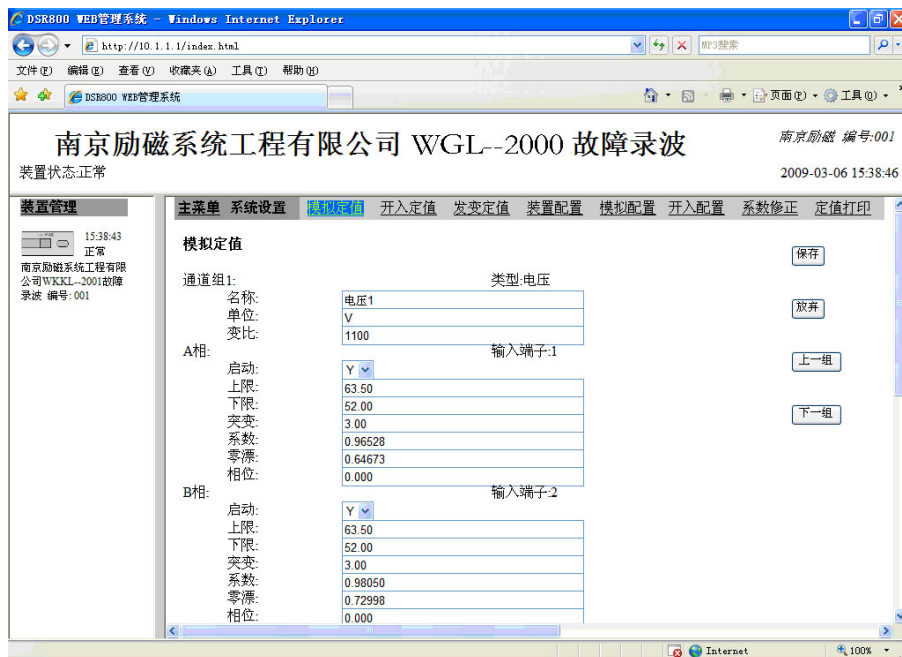 DSR800 WEB管理系统 - Windows Internet Explorer
http://10.1.1.1/index.html
MP3搜索
文件(F) 编辑(E) 查看(V) 收藏夹(A) 工具(T) 帮助(H)
DSR800 WEB管理系统
页面(P) 工具(O)
南京励磁系统工程有限公司 WGL--2000 故障录波
南京励磁 编号:001
装置状态:正常
2009-03-06 15:38:46
装置管理
主菜单 系统设置 模拟定值 开入定值 发变定值 装置配置 模拟配置 开入配置 系数修正 定值打印
15:38:43
正常
南京励磁系统工程有限
公司WKKL--2001故障
录波 编号: 001
模拟定值
保存
通道组1: 类型:电压
名称: 电压1
单位: V
放弃
变比: 1100
A相: 输入端子:1
上一组
启动: Y
上限: 63.50
下限: 52.00
下一组
突变: 3.00
系数: 0.96528
零漂: 0.64673
相位: 0.000
B相: 输入端子:2
启动: Y
上限: 63.50
下限: 52.00
突变: 3.00
系数: 0.98050
零漂: 0.72998
相位: 0.000
Internet 100%